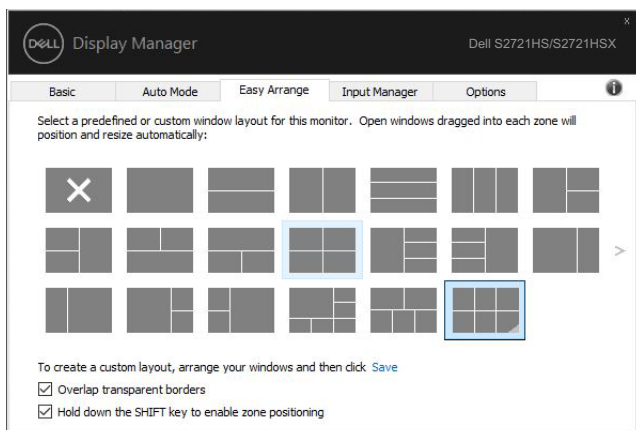 x
DELL Display Manager Dell S2721HS/S2721HSX
Basic Auto Mode Easy Arrange Input Manager Options i
Select a predefined or custom window layout for this monitor. Open windows dragged into each zone will
position and resize automatically:
>
To create a custom layout, arrange your windows and then click Save
Overlap transparent borders
Hold down the SHIFT key to enable zone positioning